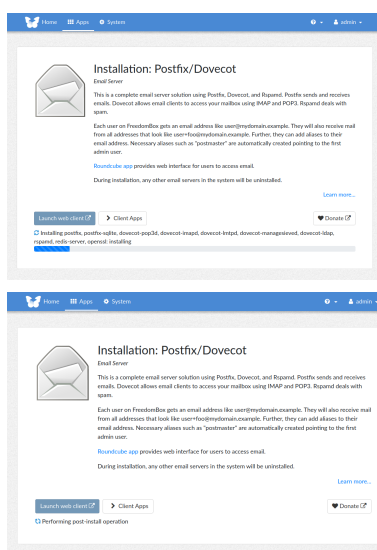 Home Apps System admin
Installation: Postfix/Dovecot
Email Server
This is a complete email server solution using Postfix, Dovecot, and Rspamd. Postfix sends and receives
emails. Dovecot allows email clients to access your mailbox using IMAP and POP3. Rspamd deals with
spam.
Each user on FreedomBox gets an email address like user@mydomain.example. They will also receive mail
from all addresses that look like user+foo@mydomain.example. Further, they can add aliases to their
email address. Necessary aliases such as "postmaster" are automatically created pointing to the first
admin user.
Roundcube app provides web interface for users to access email.
During installation, any other email servers in the system will be uninstalled.
Learn more...
Launch web client Client Apps Donate
Installing postfix, postfix-sqlite, dovecot-pop3d, dovecot-imapd, dovecot-lmtpd, dovecot-managesieved, dovecot-ldap,
rspamd, redis-server, openssl: installing
Home Apps System admin
Installation: Postfix/Dovecot
Email Server
This is a complete email server solution using Postfix, Dovecot, and Rspamd. Postfix sends and receives
emails. Dovecot allows email clients to access your mailbox using IMAP and POP3. Rspamd deals with
spam.
Each user on FreedomBox gets an email address like user@mydomain.example. They will also receive mail
from all addresses that look like user+foo@mydomain.example. Further, they can add aliases to their
email address. Necessary aliases such as "postmaster" are automatically created pointing to the first
admin user.
Roundcube app provides web interface for users to access email.
During installation, any other email servers in the system will be uninstalled.
Learn more...
Launch web client Client Apps Donate
Performing post-install operation